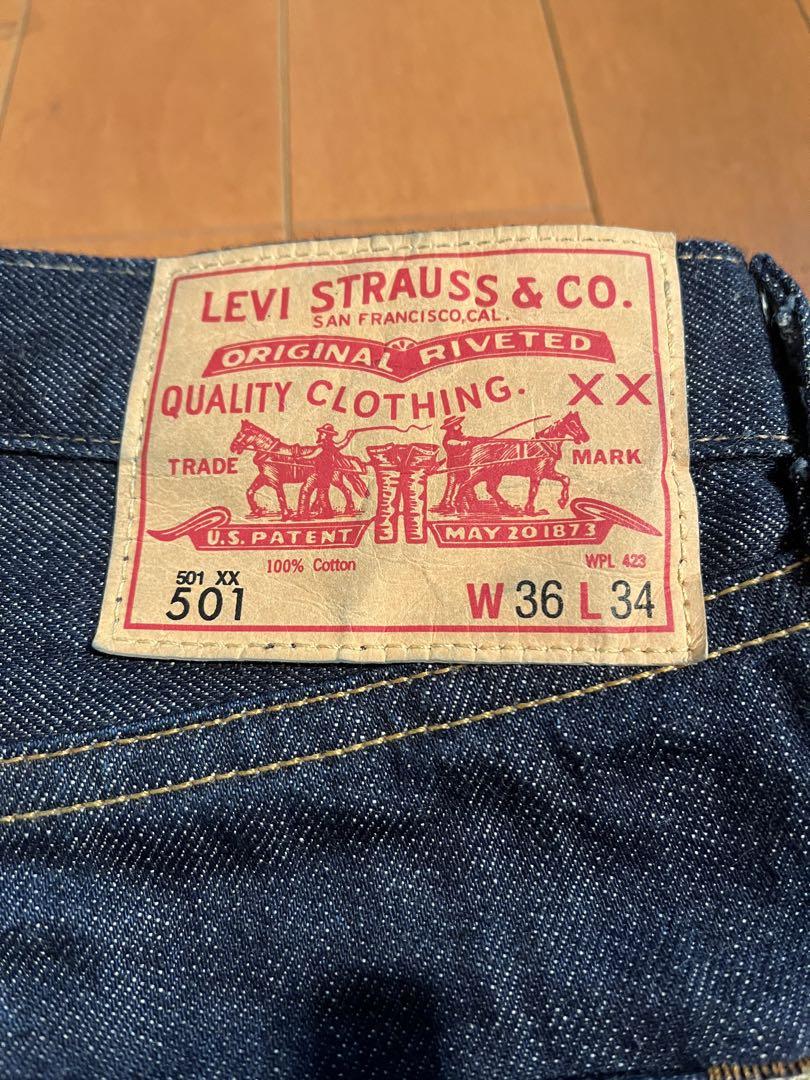 LEVI STRAUSS & CO.
SAN FRANCISCO, CAL.
ORIGINAL RIVETED
QUALITY CLOTHING. XX
TRADE MARK
U.S. PATENT MAY 20 1873
100% Cotton WPL 423
501 XX
501 W 36 L 34